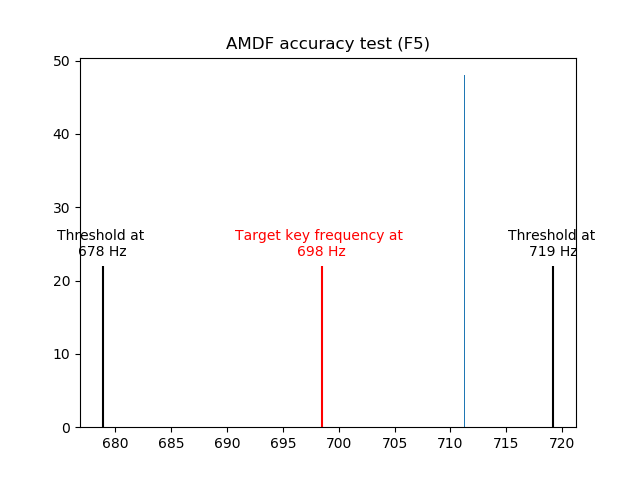 AMDF accuracy test (F5)
50
40
30
20
10
0
Threshold at
678 Hz
Target key frequency at
698 Hz
Threshold at
719 Hz
680 685 690 695 700 705 710 715 720